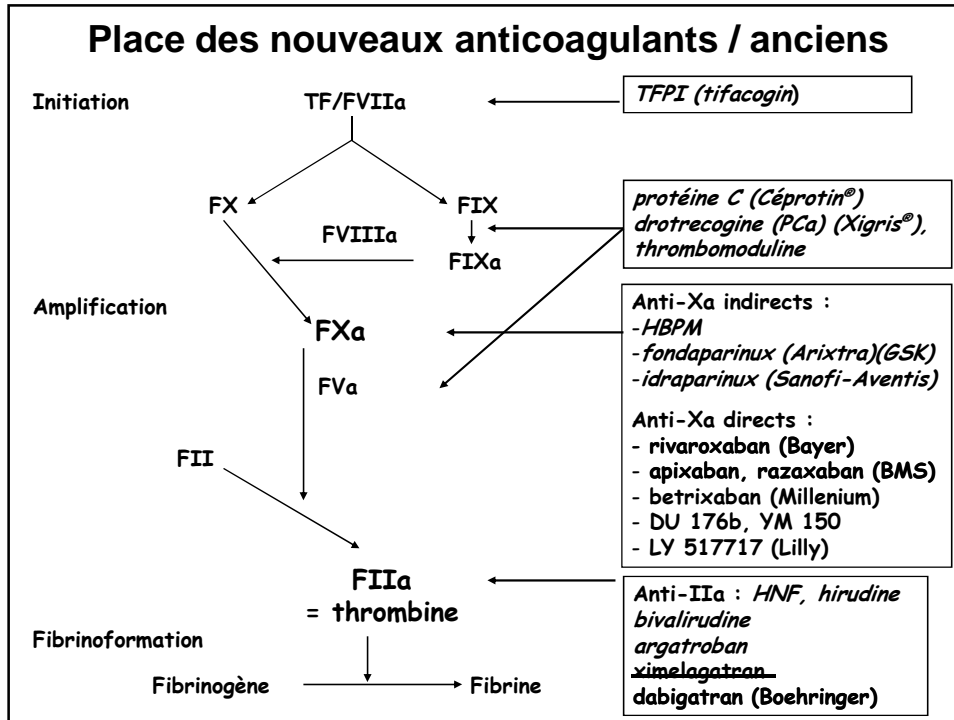 Place des nouveaux anticoagulants / anciens
Initiation
TF/FVIIa
TFPI (tifacogin)
FX
FIX
protéine C (Céprotin®)
drotrecogine (PCa) (Xigris®),
thrombomoduline
FVIIIa
FIXa
Amplification
FXa
Anti-Xa indirects :
-HBPM
-fondaparinux (Arixtra)(GSK)
-idraparinux (Sanofi-Aventis)
FVa
Anti-Xa directs :
- rivaroxaban (Bayer)
- apixaban, razaxaban (BMS)
- betrixaban (Millenium)
- DU 176b, YM 150
- LY 517717 (Lilly)
FII
FIIa
= thrombine
Anti-IIa : HNF, hirudine
bivalirudine
argatroban
ximelagatran
dabigatran (Boehringer)
Fibrinoformation
Fibrinogène
Fibrine